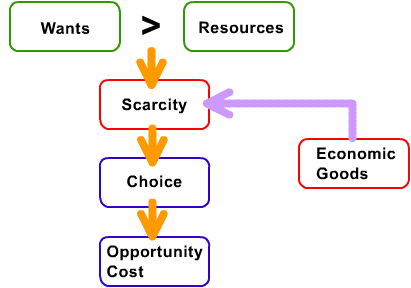 Wants > Resources
Scarcity
Choice
Economic
Goods
Opportunity
Cost